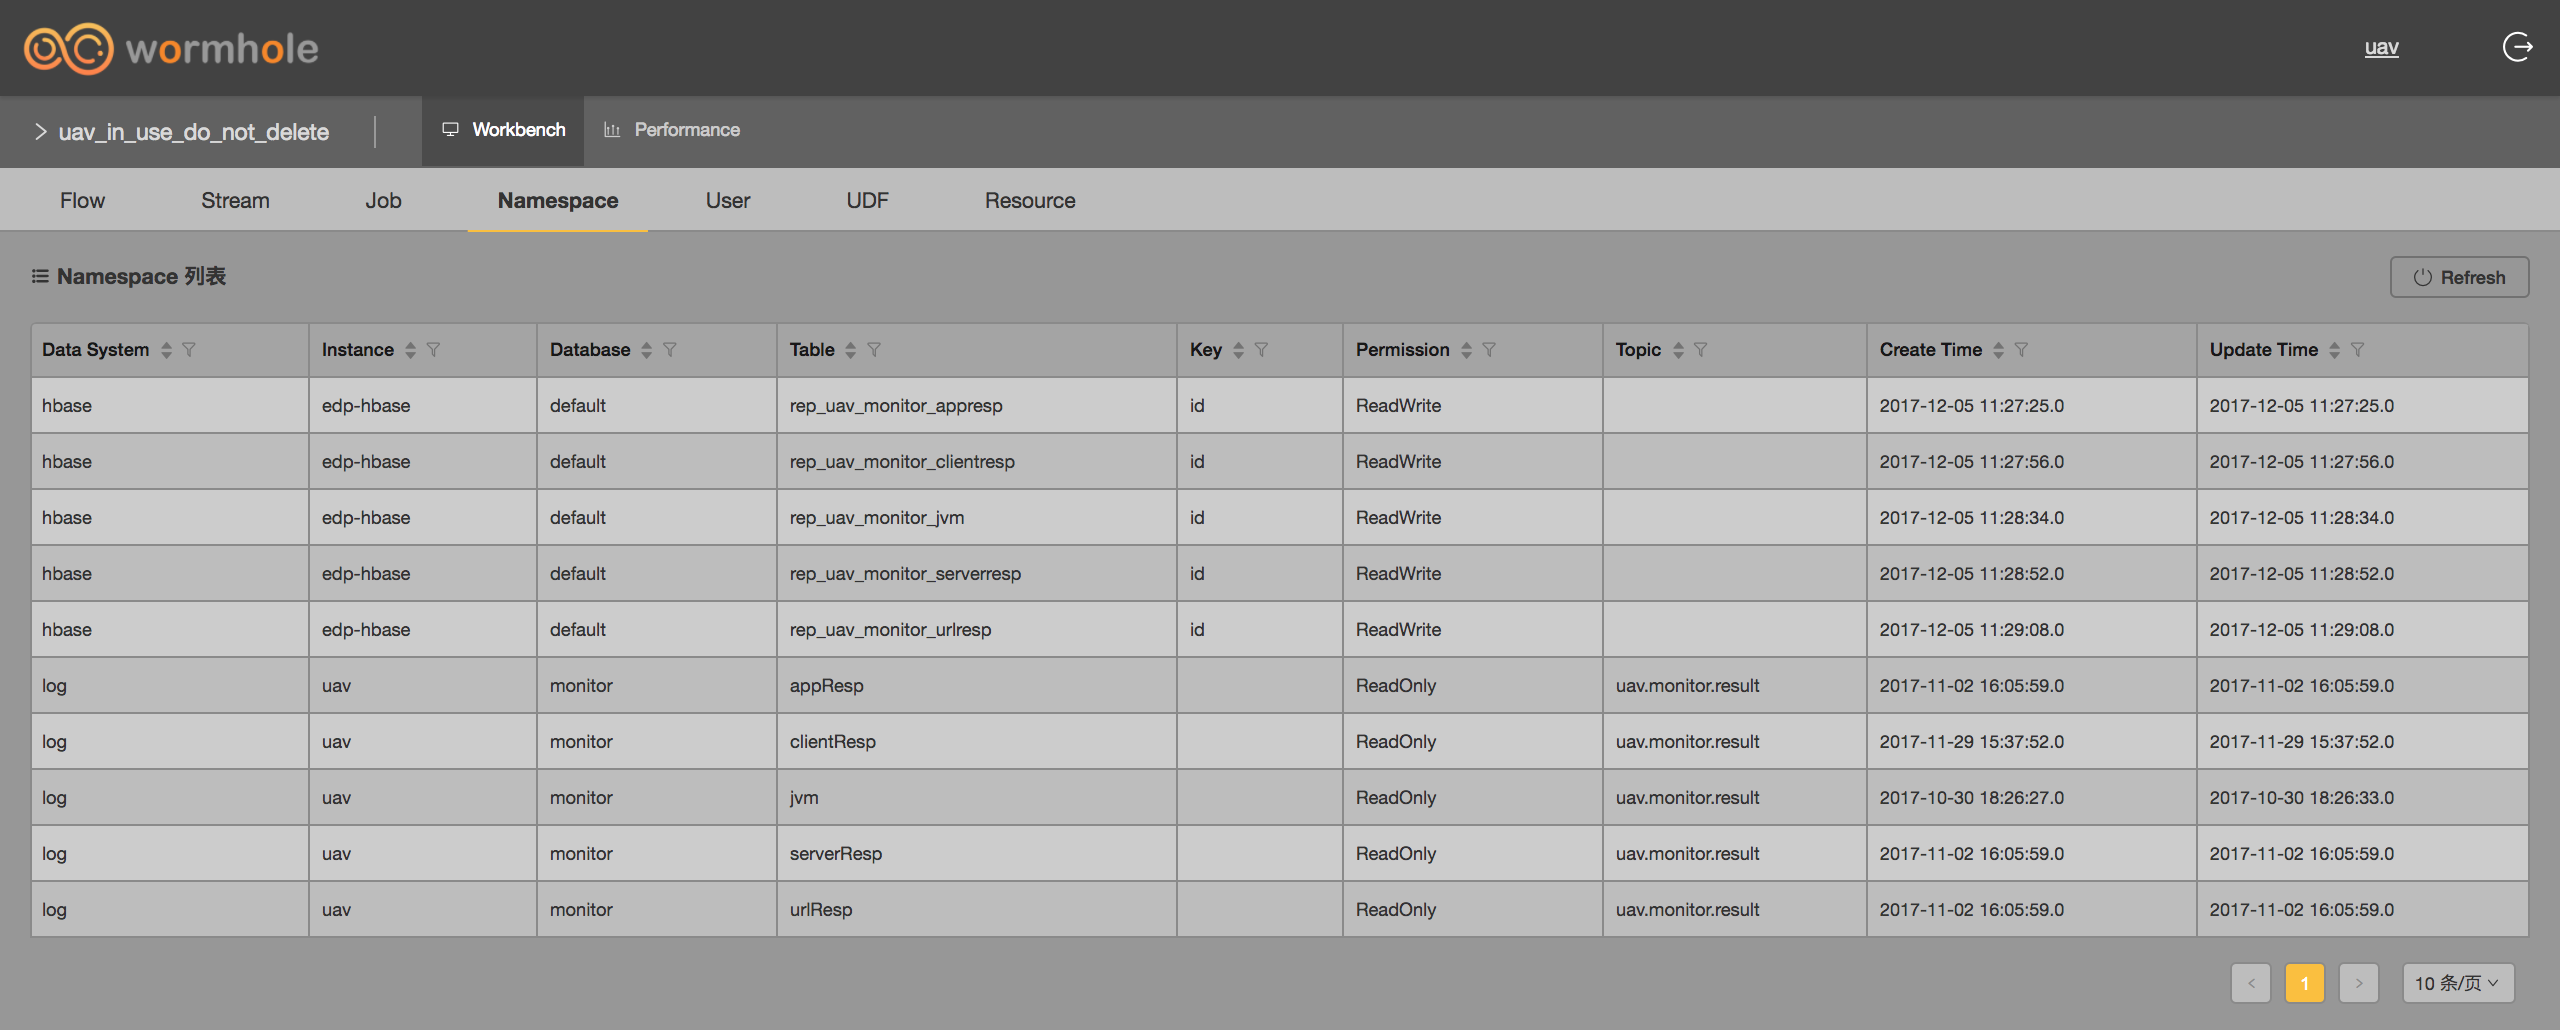 wormhole
uav
uav_in_use_do_not_delete
Workbench
Performance
Flow Stream Job Namespace User UDF Resource
Namespace 列表
Refresh
Data System Instance Database Table Key Permission Topic Create Time Update Time
hbase edp-hbase default rep_uav_monitor_appresp id ReadWrite 2017-12-05 11:27:25.0 2017-12-05 11:27:25.0
hbase edp-hbase default rep_uav_monitor_clientresp id ReadWrite 2017-12-05 11:27:56.0 2017-12-05 11:27:56.0
hbase edp-hbase default rep_uav_monitor_jvm id ReadWrite 2017-12-05 11:28:34.0 2017-12-05 11:28:34.0
hbase edp-hbase default rep_uav_monitor_serverresp id ReadWrite 2017-12-05 11:28:52.0 2017-12-05 11:28:52.0
hbase edp-hbase default rep_uav_monitor_urlresp id ReadWrite 2017-12-05 11:29:08.0 2017-12-05 11:29:08.0
log uav monitor appResp ReadOnly uav.monitor.result 2017-11-02 16:05:59.0 2017-11-02 16:05:59.0
log uav monitor clientResp ReadOnly uav.monitor.result 2017-11-29 15:37:52.0 2017-11-29 15:37:52.0
log uav monitor jvm ReadOnly uav.monitor.result 2017-10-30 18:26:27.0 2017-10-30 18:26:33.0
log uav monitor serverResp ReadOnly uav.monitor.result 2017-11-02 16:05:59.0 2017-11-02 16:05:59.0
log uav monitor urlResp ReadOnly uav.monitor.result 2017-11-02 16:05:59.0 2017-11-02 16:05:59.0
1
10 条/页